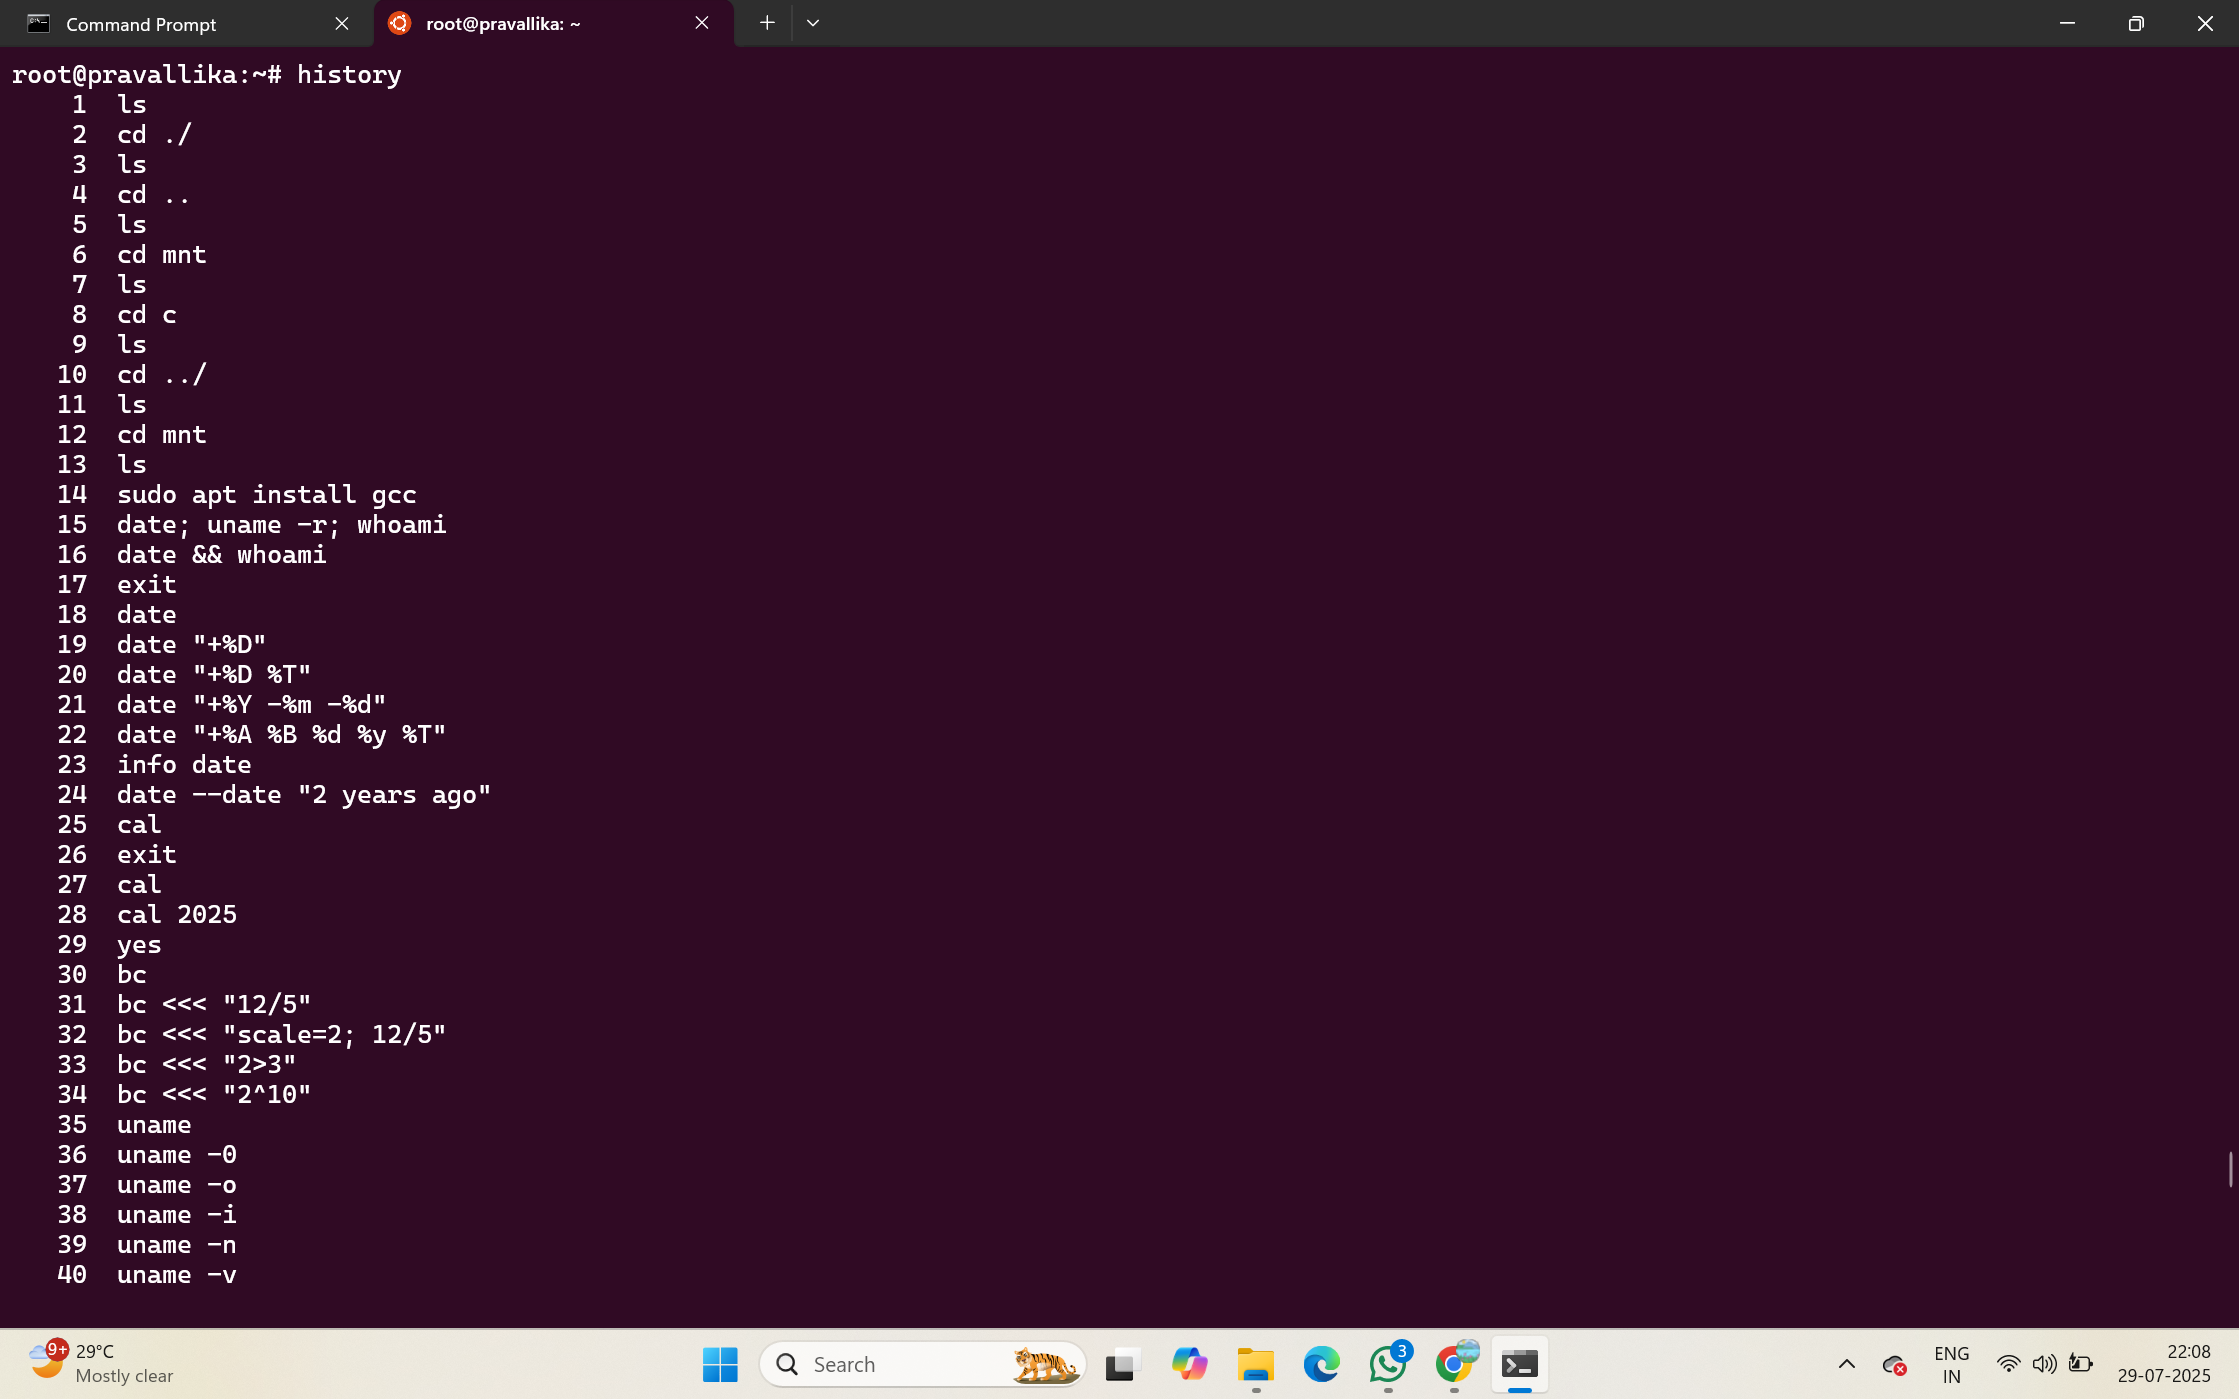 Command Prompt
root@pravallika: ~
root@pravallika:~# history
1 ls
2 cd ./
3 ls
4 cd ..
5 ls
6 cd mnt
7 ls
8 cd c
9 ls
10 cd ../
11 ls
12 cd mnt
13 ls
14 sudo apt install gcc
15 date; uname -r; whoami
16 date && whoami
17 exit
18 date
19 date "+%D"
20 date "+%D %T"
21 date "+%Y -%m -%d"
22 date "+%A %B %d %y %T"
23 info date
24 date --date "2 years ago"
25 cal
26 exit
27 cal
28 cal 2025
29 yes
30 bc
31 bc <<< "12/5"
32 bc <<< "scale=2; 12/5"
33 bc <<< "2>3"
34 bc <<< "2^10"
35 uname
36 uname -0
37 uname -o
38 uname -i
39 uname -n
40 uname -v
9+
29°C
Mostly clear
Search
3
ENG
IN
22:08
29-07-2025